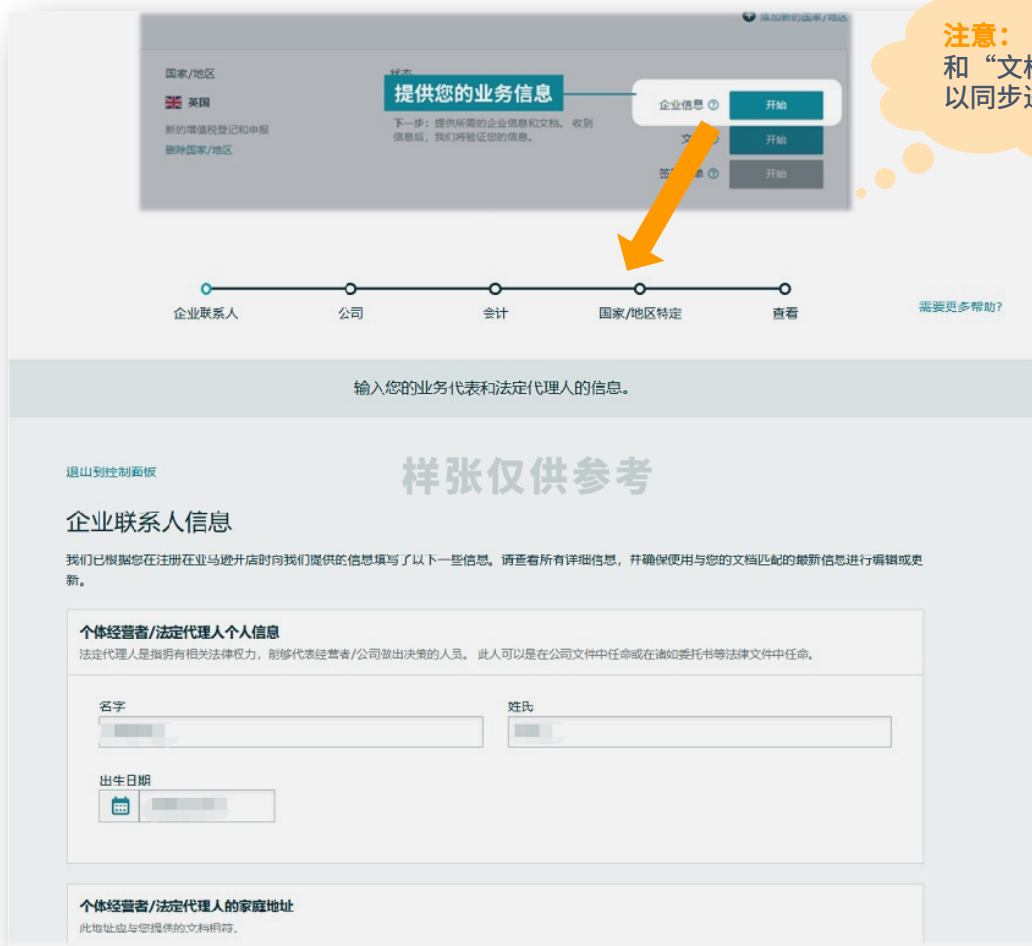 添加新的国家/地区
注意：
和“文
以同步
国家/地区
状态
提供您的业务信息
英国
企业信息
开始
新的增值税登记和申报
下一步：提供所需的企业信息和文档。 收到
信息后，我们将验证您的信息。
删除国家/地区
文
开始
开始
企业联系人
公司
会计
国家/地区特定
查看
需要更多帮助?
输入您的业务代表和法定代理人的信息。
退出到控制面板
样张仅供参考
企业联系人信息
我们已根据您在注册在亚马逊开店时向我们提供的信息填写了以下一些信息。请查看所有详细信息，并确保使用与您的文档匹配的最新信息进行编辑或更
新。
个体经营者/法定代理人个人信息
法定代理人是指拥有相关法律权力，能够代表经营者/公司做出决策的人员。 此人可以是在公司文件中任命或在诸如委托书等法律文件中任命。
名字
姓氏
出生日期
个体经营者/法定代理人的家庭地址
此地址应与您提供的文档相符。